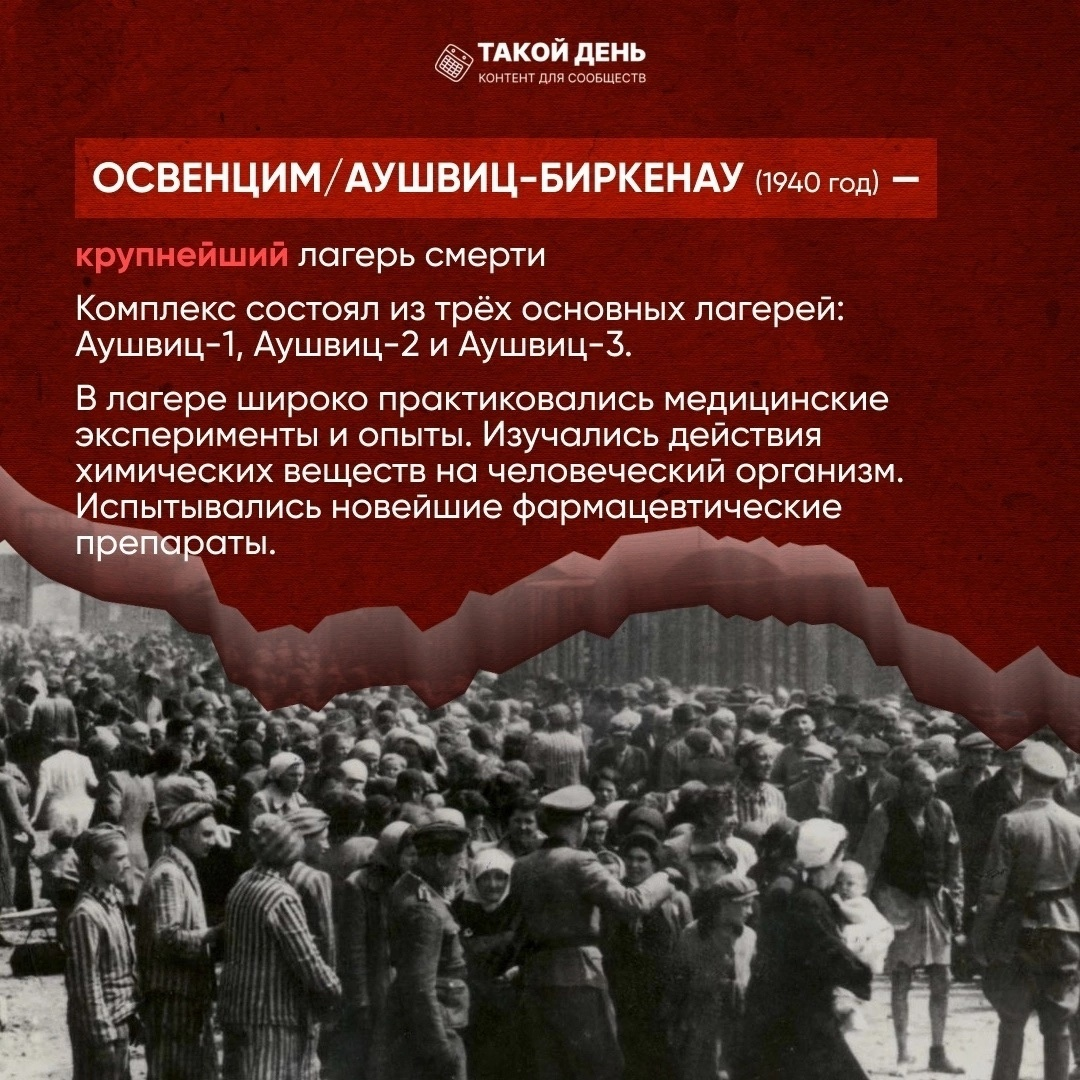 ТАКОЙ ДЕНЬ
КОНТЕНТ ДЛЯ СООБЩЕСТВ
ОСВЕНЦИМ/АУШВИЦ-БИРКЕНАУ (1940 год) –
крупнейший лагерь смерти
Комплекс состоял из трёх основных лагерей:
Аушвиц-1, Аушвиц-2 и Аушвиц-3.
В лагере широко практиковались медицинские
эксперименты и опыты. Изучались действия
химических веществ на человеческий организм.
Испытывались новейшие фармацевтические
препараты.